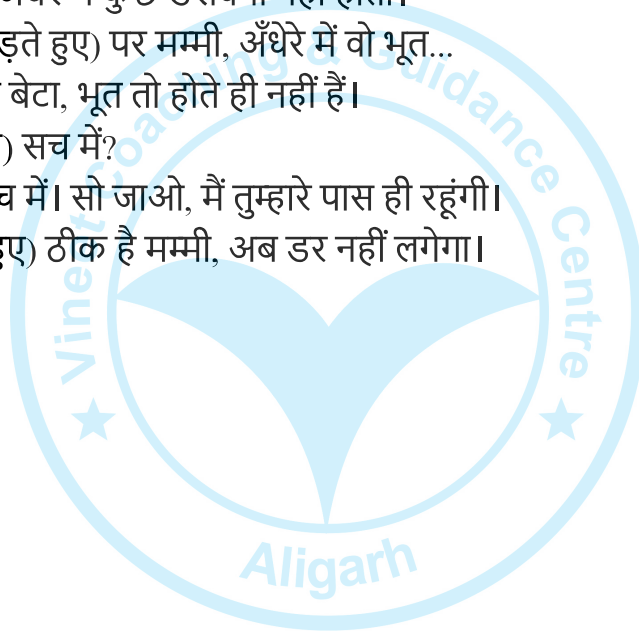 ड़ते हुए) पर मम्मी, अँधेरे में वो भूत...
बेटा, भूत तो होते ही नहीं हैं।
) सच में?
च में। सो जाओ, मैं तुम्हारे पास ही रहूंगी।
हुए) ठीक है मम्मी, अब डर नहीं लगेगा।
Vineet Coaching & Guidance Centre
Aligarh